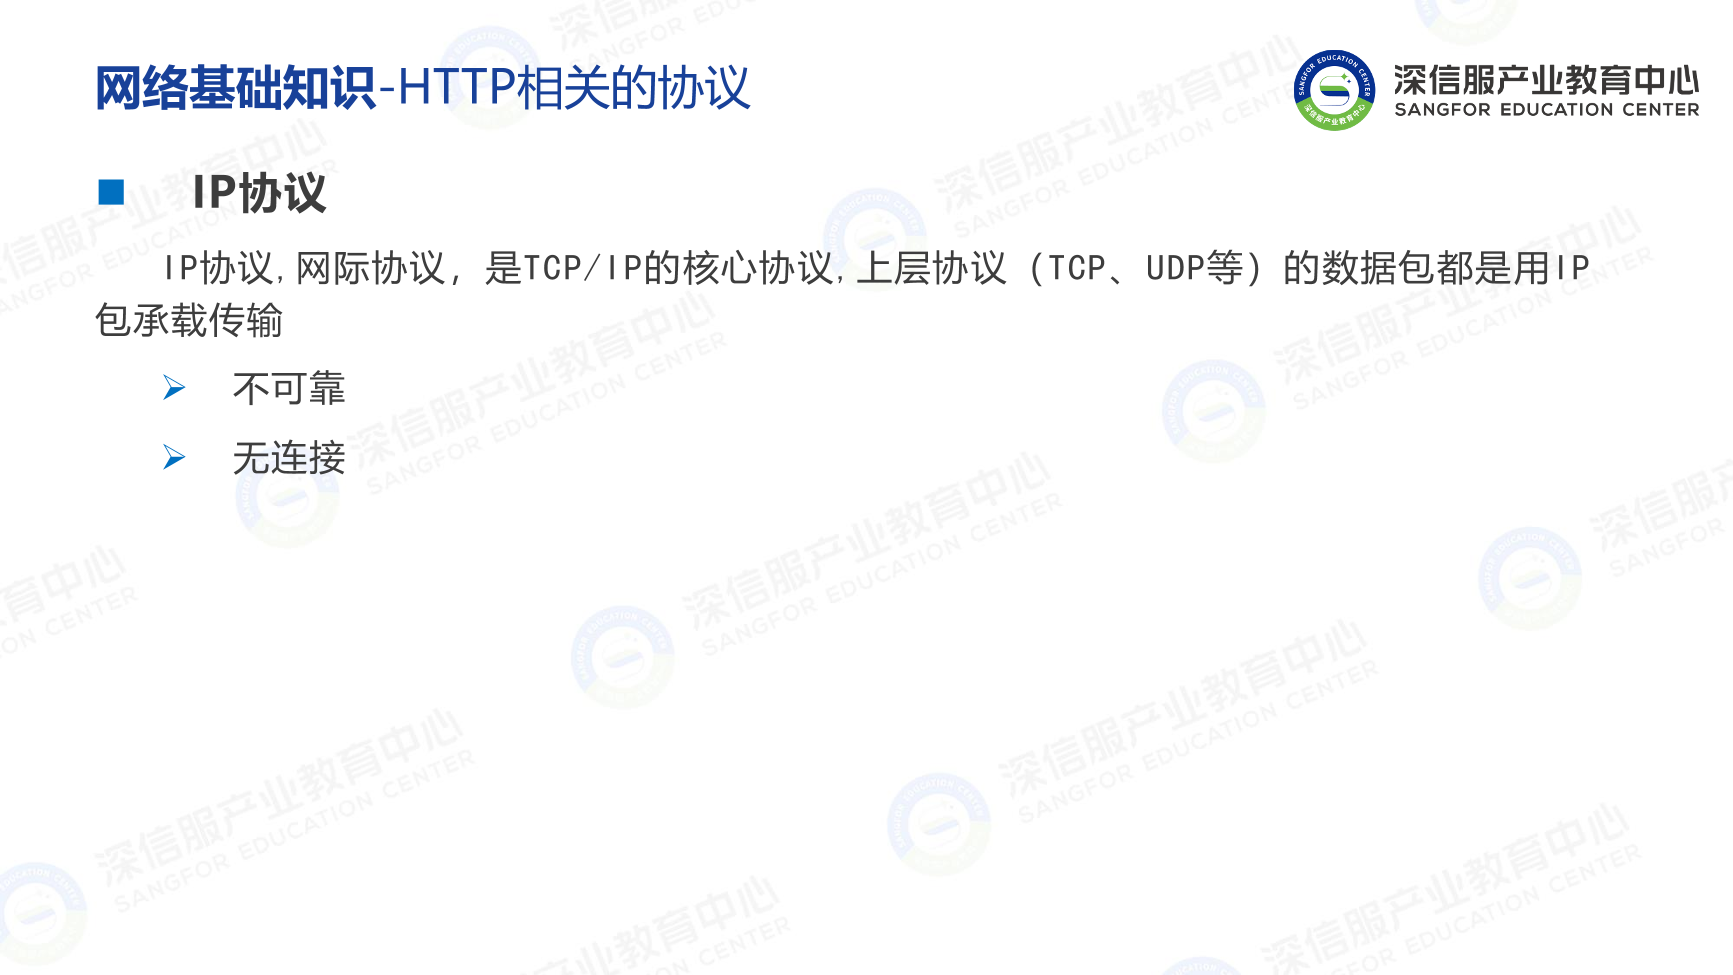 网络基础知识-HTTP相关的协议
深信服产业教育中心
SANGFOR EDUCATION CENTER
IP协议
IP协议,网际协议，是TCP/IP的核心协议,上层协议（TCP、UDP等）的数据包都是用IP
包承载传输
不可靠
无连接